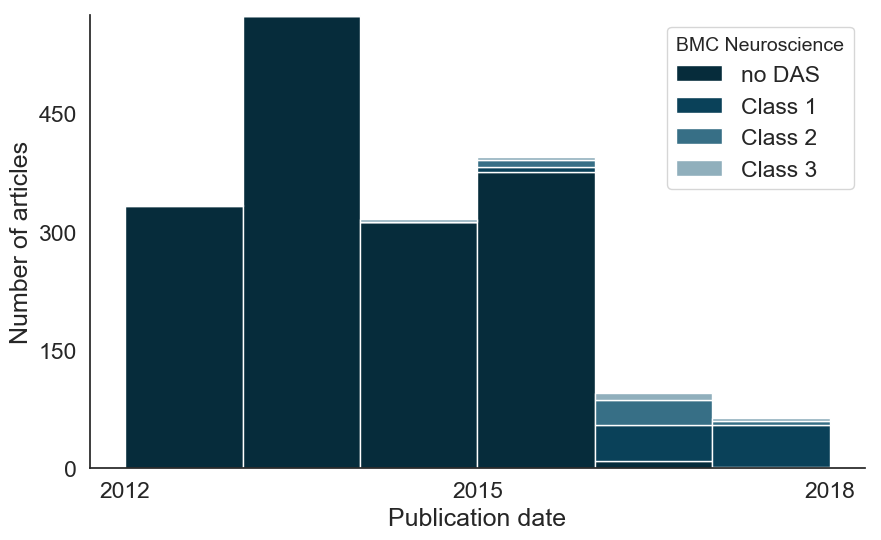 BMC Neuroscience
no DAS
Class 1
Class 2
Class 3
Number of articles
450
300
150
0
2012
2015
2018
Publication date